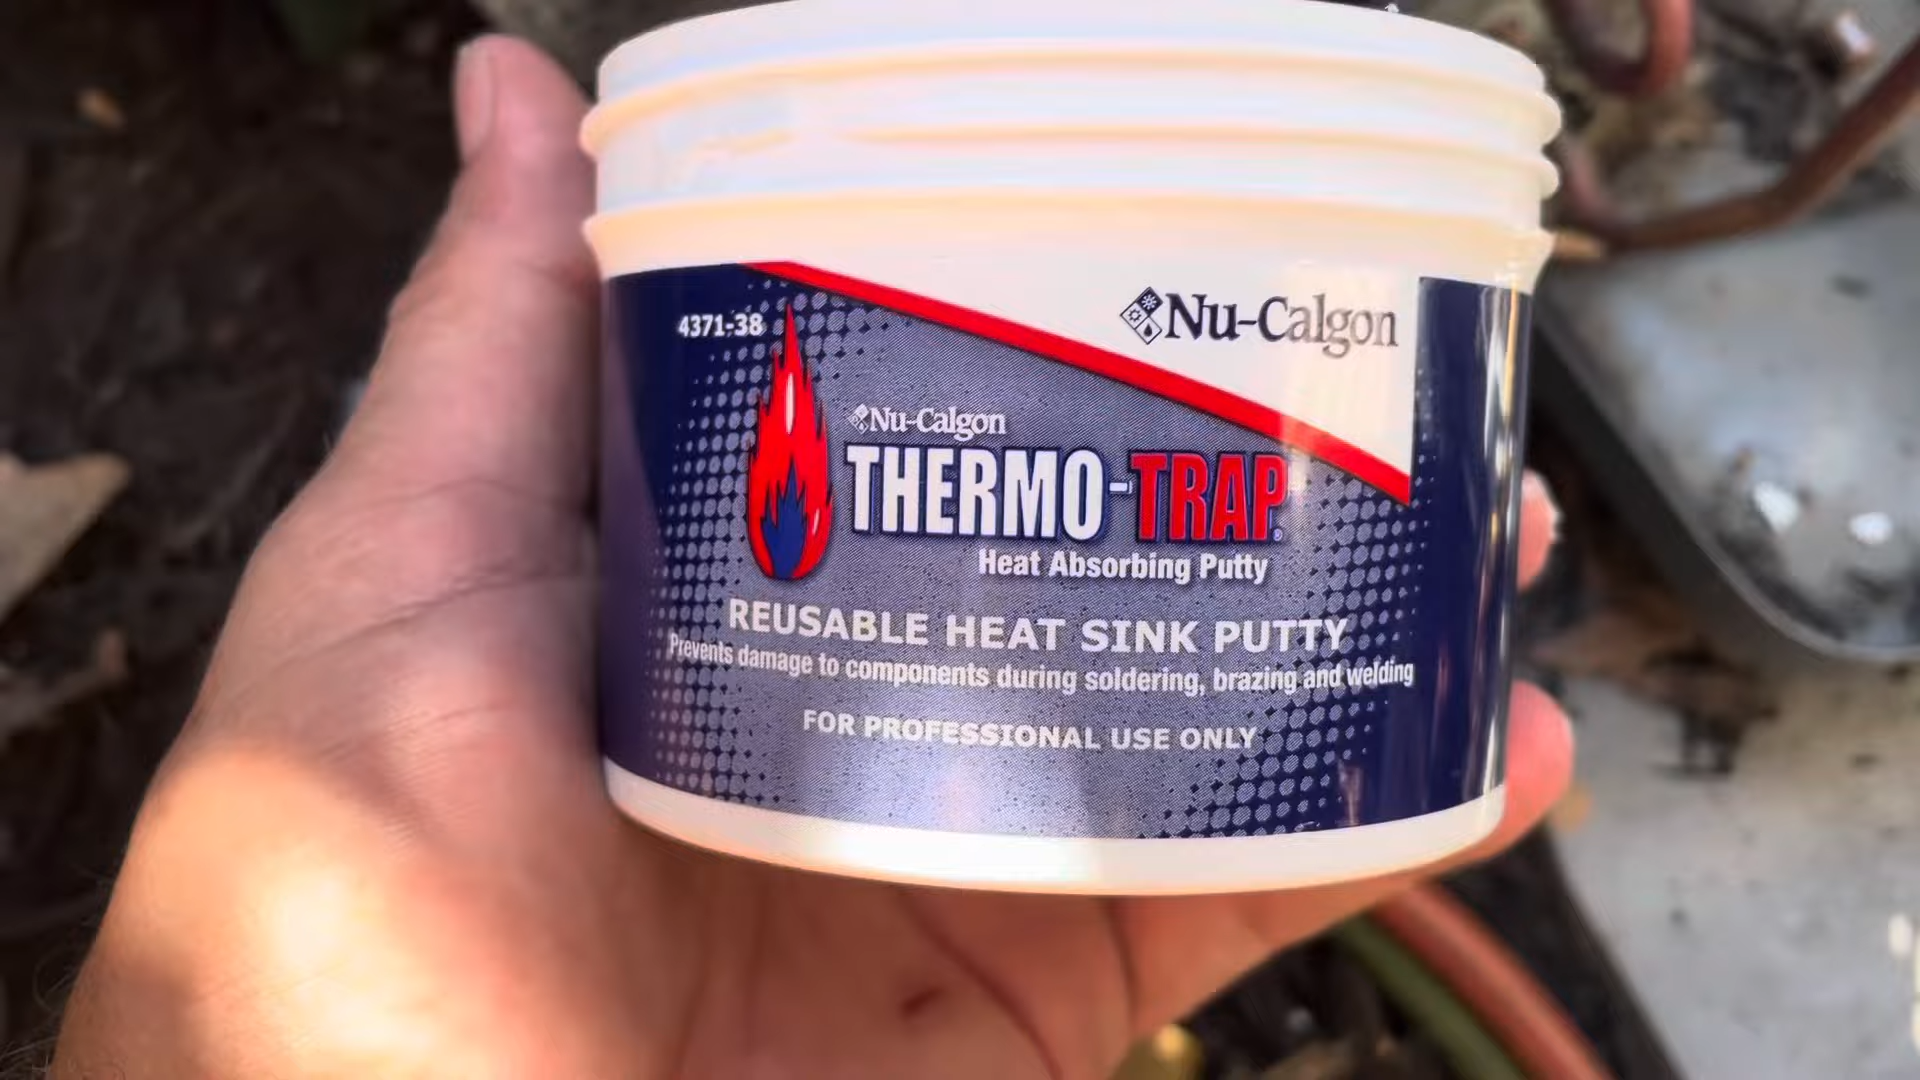 Nu-Calgon
4371-38
Nu-Calgon
THERMO-TRAP®
Heat Absorbing Putty
REUSABLE HEAT SINK PUTTY
Prevents damage to components during soldering, brazing and welding
FOR PROFESSIONAL USE ONLY